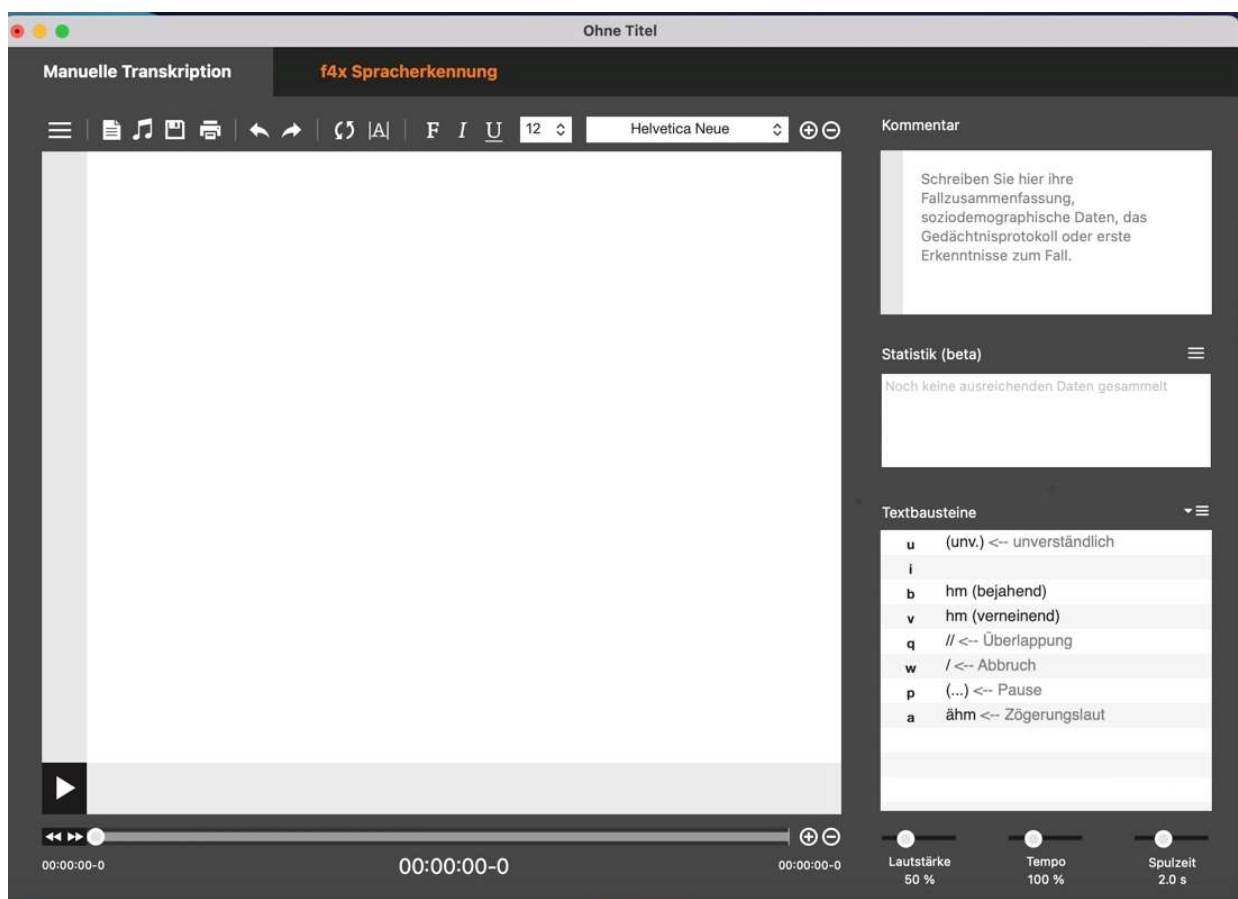 Ohne Titel
Manuelle Transkription
f4x Spracherkennung
|A| F I U 12 Helvetica Neue
Kommentar
Schreiben Sie hier ihre
Fallzusammenfassung,
soziodemographische Daten, das
Gedächtnisprotokoll oder erste
Erkenntnisse zum Fall.
Statistik (beta)
Noch keine ausreichenden Daten gesammelt
Textbausteine
u (unv.) <-- unverständlich
i
b hm (bejahend)
v hm (verneinend)
q // <-- Überlappung
w / <-- Abbruch
p (...) <-- Pause
a ähm <-- Zögerungslaut
00:00:00-0
00:00:00-0
00:00:00-0
Lautstärke
50 %
Tempo
100 %
Spulzeit
2.0 s